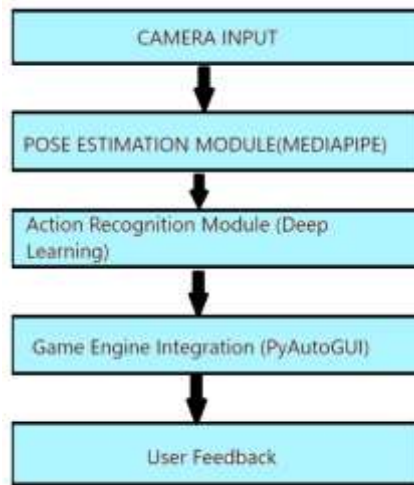 CAMERA INPUT
POSE ESTIMATION MODULE(MEDIAPIPE)
Action Recognition Module (Deep
Learning)
Game Engine Integration (PyAutoGUI)
User Feedback